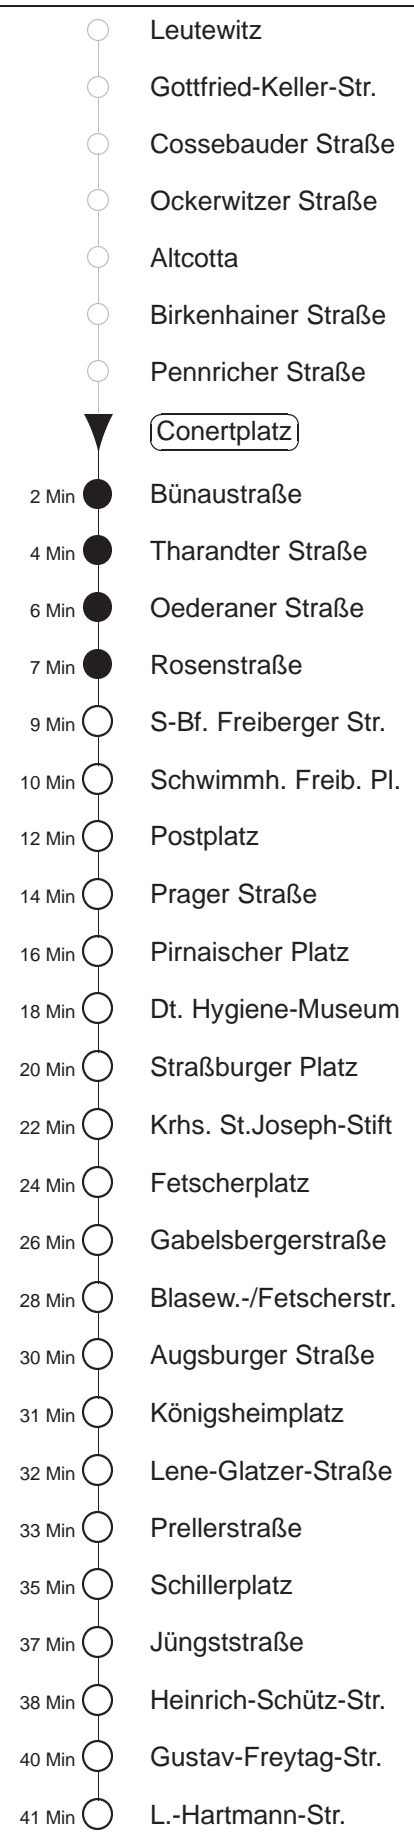 Leutewitz
Gottfried-Keller-Str.
Cossebauder Straße
Ockerwitzer Straße
Altcotta
Birkenhainer Straße
Pennricher Straße
Conertplatz
2 Min Bünaustraße
4 Min Tharandter Straße
6 Min Oederaner Straße
7 Min Rosenstraße
9 Min S-Bf. Freiberger Str.
10 Min Schwimmh. Freib. Pl.
12 Min Postplatz
14 Min Prager Straße
16 Min Pirnaischer Platz
18 Min Dt. Hygiene-Museum
20 Min Straßburger Platz
22 Min Krhs. St.Joseph-Stift
24 Min Fetscherplatz
26 Min Gabelsbergerstraße
28 Min Blasew.-/Fetscherstr.
30 Min Augsburger Straße
31 Min Königsheimplatz
32 Min Lene-Glatzer-Straße
33 Min Prellerstraße
35 Min Schillerplatz
37 Min Jüngststraße
38 Min Heinrich-Schütz-Str.
40 Min Gustav-Freytag-Str.
41 Min L.-Hartmann-Str.